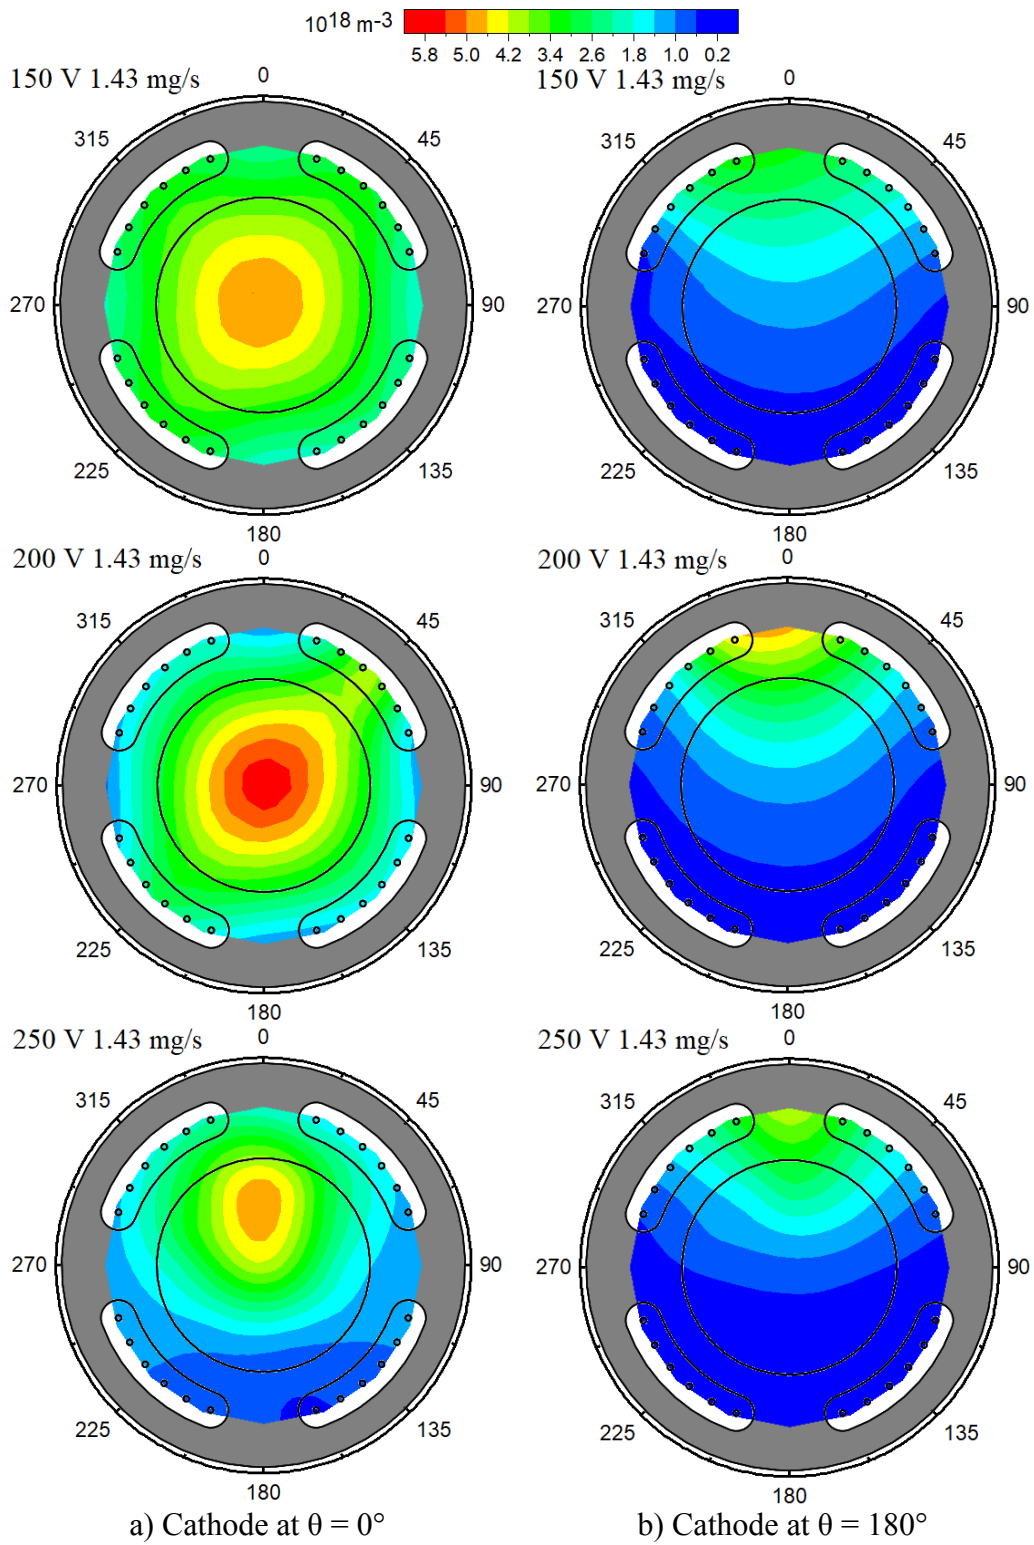 10¹⁸ m-3
5.8 5.0 4.2 3.4 2.6 1.8 1.0 0.2
150 V 1.43 mg/s 0 150 V 1.43 mg/s 0
315 45 315 45
270 90 270 90
225 135 225 135
180 180
200 V 1.43 mg/s 0 200 V 1.43 mg/s 0
315 45 315 45
270 90 270 90
225 135 225 135
180 180
250 V 1.43 mg/s 0 250 V 1.43 mg/s 0
315 45 315 45
270 90 270 90
225 135 225 135
180 180
a) Cathode at θ = 0° b) Cathode at θ = 180°